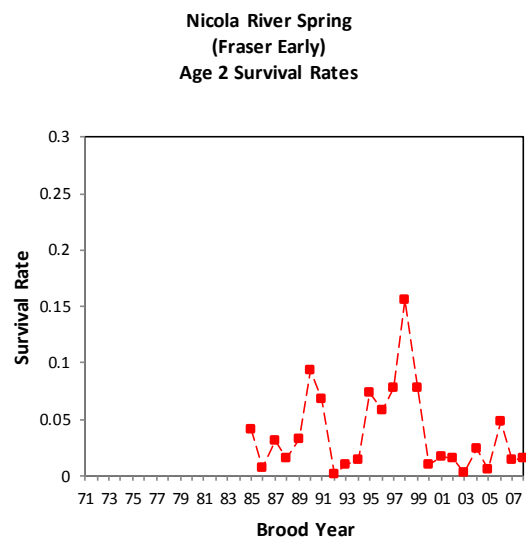 Nicola River Spring
(Fraser Early)
Age 2 Survival Rates
0.3
0.25
0.2
0.15
0.1
0.05
0
Survival Rate
71 73 75 77 79 81 83 85 87 89 91 93 95 97 99 01 03 05 07
Brood Year